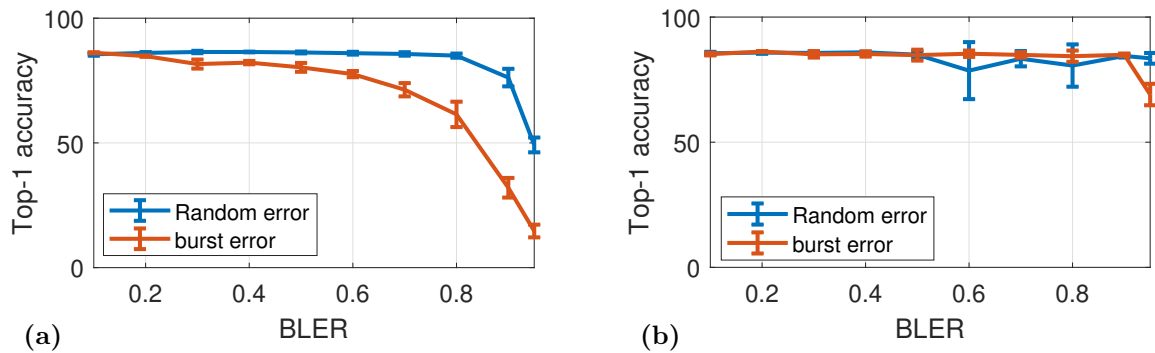 100
50
0
Top-1 accuracy
Random error
burst error
0.2 0.4 0.6 0.8
BLER
(a)
100
50
0
Top-1 accuracy
Random error
burst error
0.2 0.4 0.6 0.8
BLER
(b)